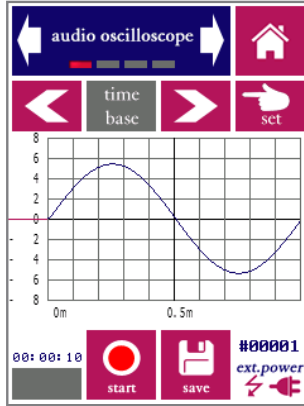 audio oscilloscope
time
base
set
8
6
4
2
0
- 2
- 4
- 6
- 8
0m 0.5m
00:00:10
start
save
#00001
ext.power